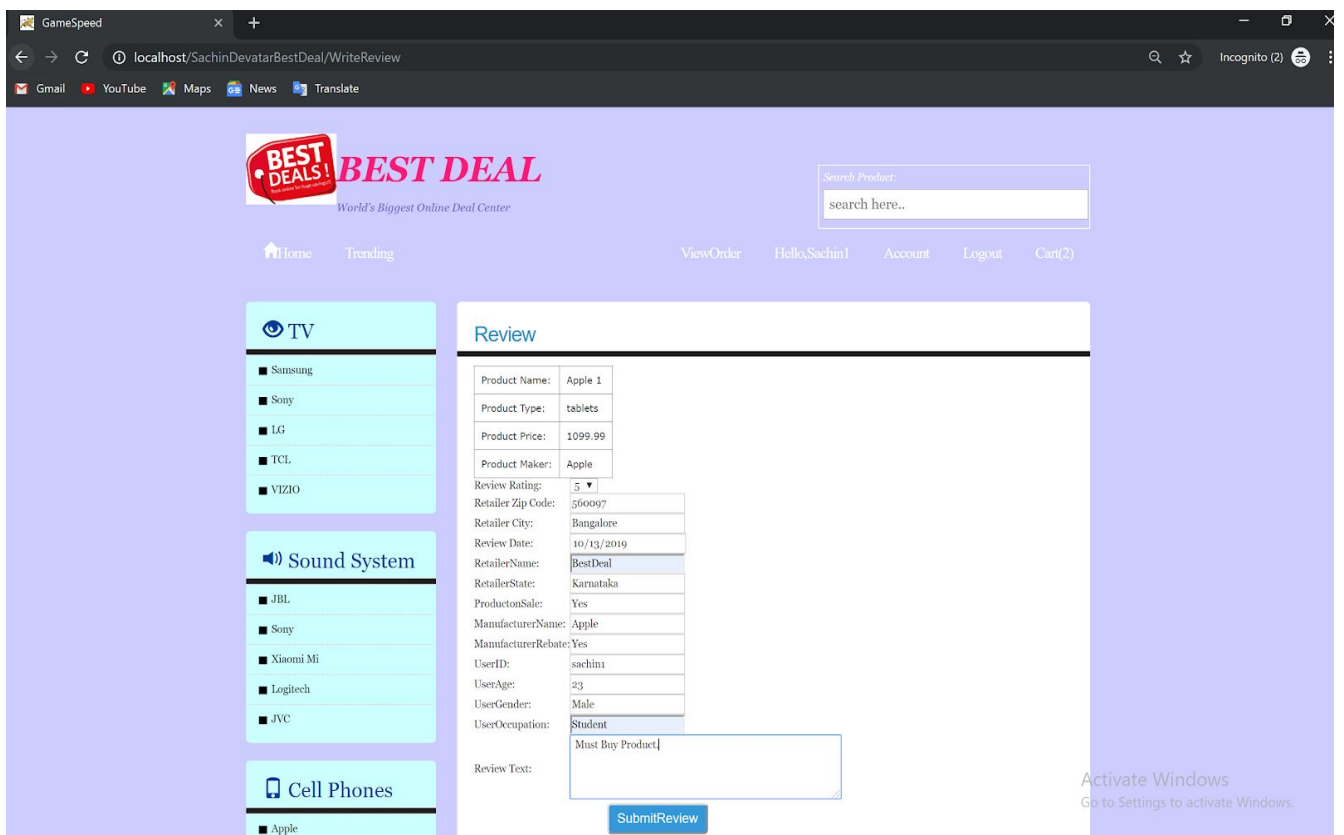 GameSpeed
localhost/SachinDevatarBestDeal/WriteReview
Incognito (2)
Gmail YouTube Maps News Translate
BEST
DEALS!
BEST DEAL
World's Biggest Online Deal Center
Search Product:
search here..
Home Trending ViewOrder Hello,Sachin1 Account Logout Cart(2)
TV
Samsung
Sony
LG
TCL
VIZIO
Sound System
JBL
Sony
Xiaomi Mi
Logitech
JVC
Cell Phones
Apple
Review
Product Name: Apple 1
Product Type: tablets
Product Price: 1099.99
Product Maker: Apple
Review Rating: 5
Retailer Zip Code: 560097
Retailer City: Bangalore
Review Date: 10/13/2019
RetailerName: BestDeal
RetailerState: Karnataka
ProductonSale: Yes
ManufacturerName: Apple
ManufacturerRebate: Yes
UserID: sachin1
UserAge: 23
UserGender: Male
UserOccupation: Student
Review Text: Must Buy Product.
SubmitReview
Activate Windows
Go to Settings to activate Windows.